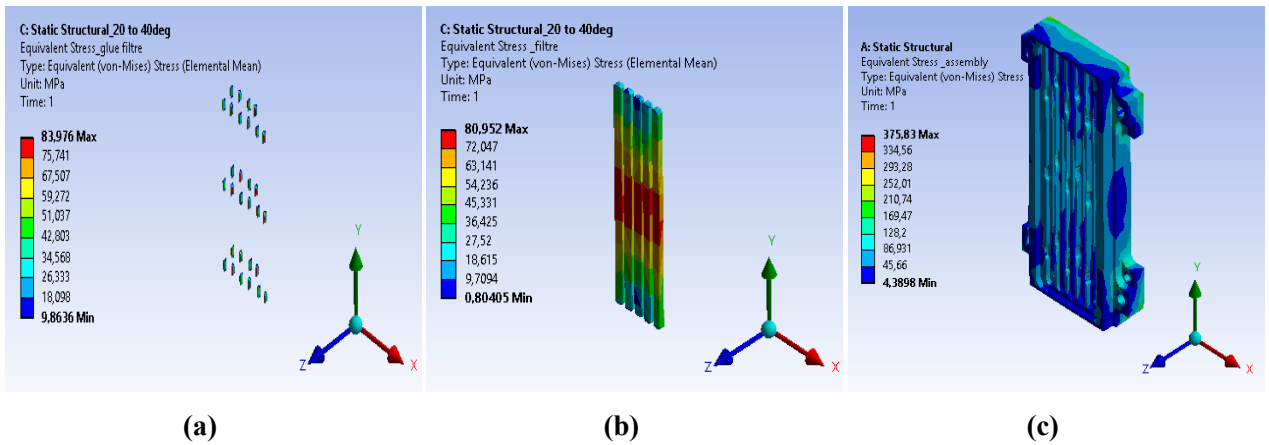 C: Static Structural_20 to 40deg
Equivalent Stress_glue filtre
Type: Equivalent (von-Mises) Stress (Elemental Mean)
Unit: MPa
Time: 1
83,976 Max
75,741
67,507
59,272
51,037
42,803
34,568
26,333
18,098
9,8636 Min
Y
Z
X
C: Static Structural_20 to 40deg
Equivalent Stress _filtre
Type: Equivalent (von-Mises) Stress (Elemental Mean)
Unit: MPa
Time: 1
80,952 Max
72,047
63,141
54,236
45,331
36,425
27,52
18,615
9,7094
0,80405 Min
Y
Z
X
A: Static Structural
Equivalent Stress _assembly
Type: Equivalent (von-Mises) Stress
Unit: MPa
Time: 1
375,83 Max
334,56
293,28
252,01
210,74
169,47
128,2
86,931
45,66
4,3898 Min
Y
Z
X
(a)
(b)
(c)